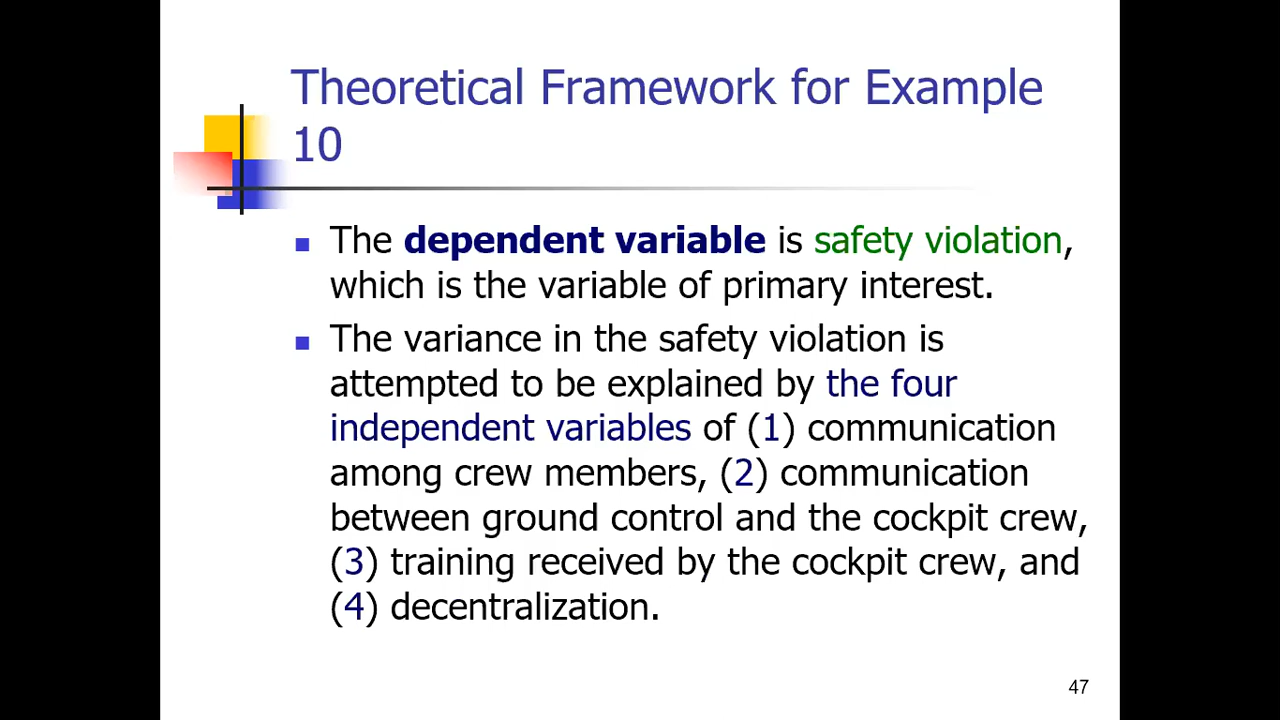 Theoretical Framework for Example
10
The dependent variable is safety violation,
which is the variable of primary interest.
The variance in the safety violation is
attempted to be explained by the four
independent variables of (1) communication
among crew members, (2) communication
between ground control and the cockpit crew,
(3) training received by the cockpit crew, and
(4) decentralization.
47